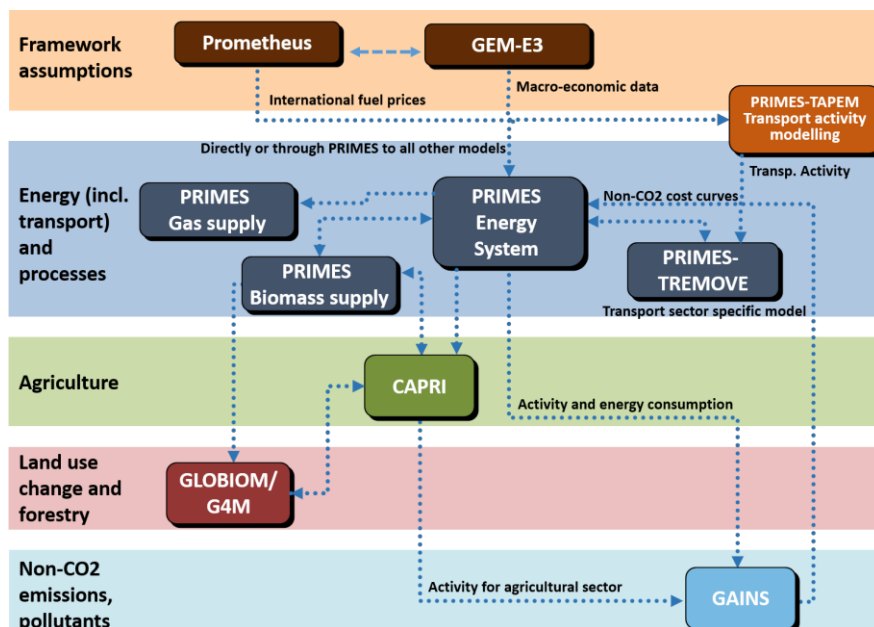 Framework
assumptions
Prometheus
GEM-E3
International fuel prices
Macro-economic data
PRIMES-TAPEM
Transport activity
modelling
Directly or through PRIMES to all other models
Transp. Activity
Energy (incl.
transport) and
processes
PRIMES
Gas supply
PRIMES
Energy
System
Non-CO2 cost curves
PRIMES
Biomass supply
PRIMES-
TREMOVE
Transport sector specific model
Agriculture
CAPRI
Activity and energy consumption
Land use
change and
forestry
GLOBIOM/
G4M
Non-CO2
emissions,
pollutants
Activity for agricultural sector
GAINS